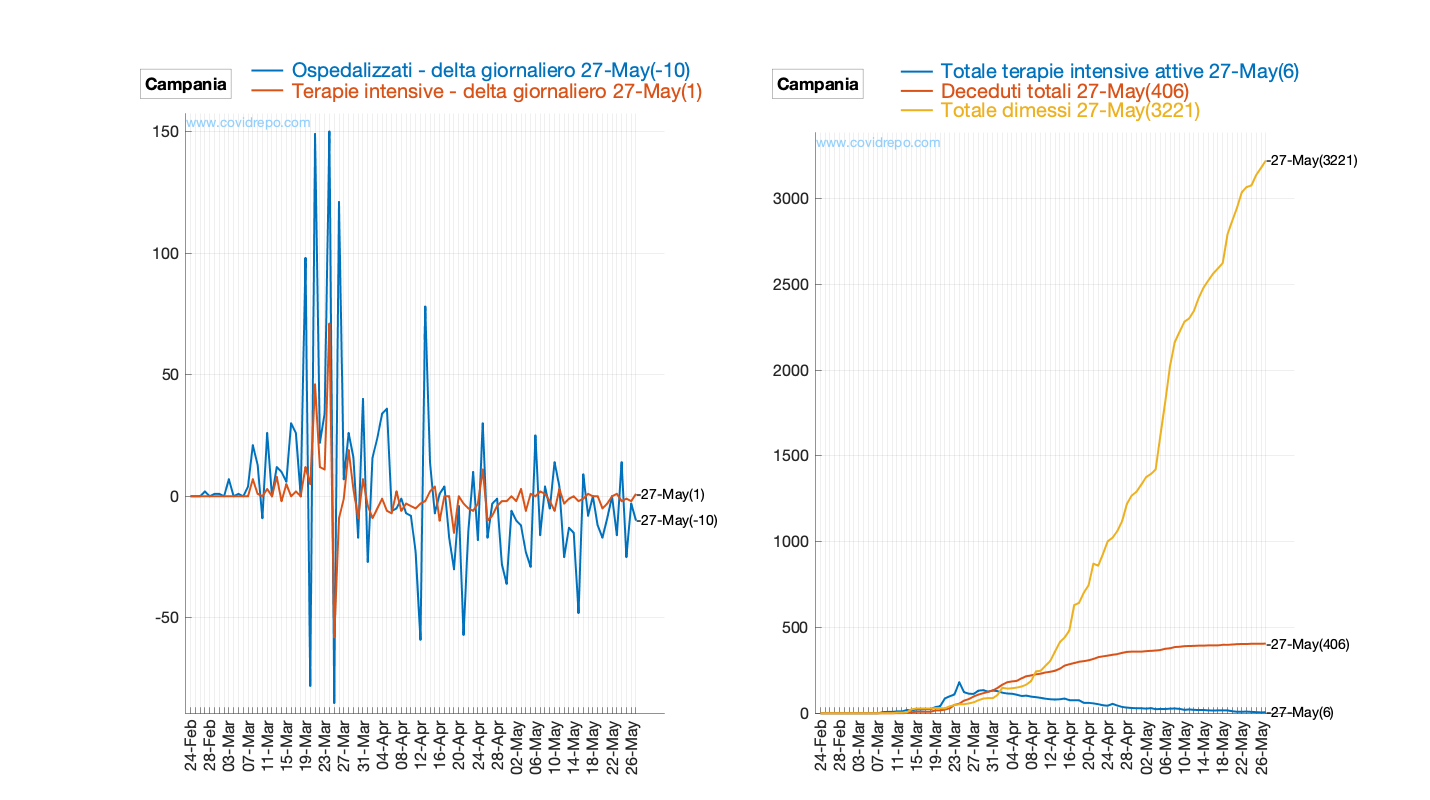 Campania
Ospedalizzati - delta giornaliero 27-May(-10)
Terapie intensive - delta giornaliero 27-May(1)
www.covidrepo.com
150
100
50
0
-50
-27-May(1)
-27-May(-10)
24-Feb
28-Feb
03-Mar
07-Mar
11-Mar
15-Mar
19-Mar
23-Mar
27-Mar
31-Mar
04-Apr
08-Apr
12-Apr
16-Apr
20-Apr
24-Apr
28-Apr
02-May
06-May
10-May
14-May
18-May
22-May
26-May
Campania
Totale terapie intensive attive 27-May(6)
Deceduti totali 27-May(406)
Totale dimessi 27-May(3221)
www.covidrepo.com
3000
2500
2000
1500
1000
500
0
-27-May(3221)
-27-May(406)
-27-May(6)
24-Feb
28-Feb
03-Mar
07-Mar
11-Mar
15-Mar
19-Mar
23-Mar
27-Mar
31-Mar
04-Apr
08-Apr
12-Apr
16-Apr
20-Apr
24-Apr
28-Apr
02-May
06-May
10-May
14-May
18-May
22-May
26-May